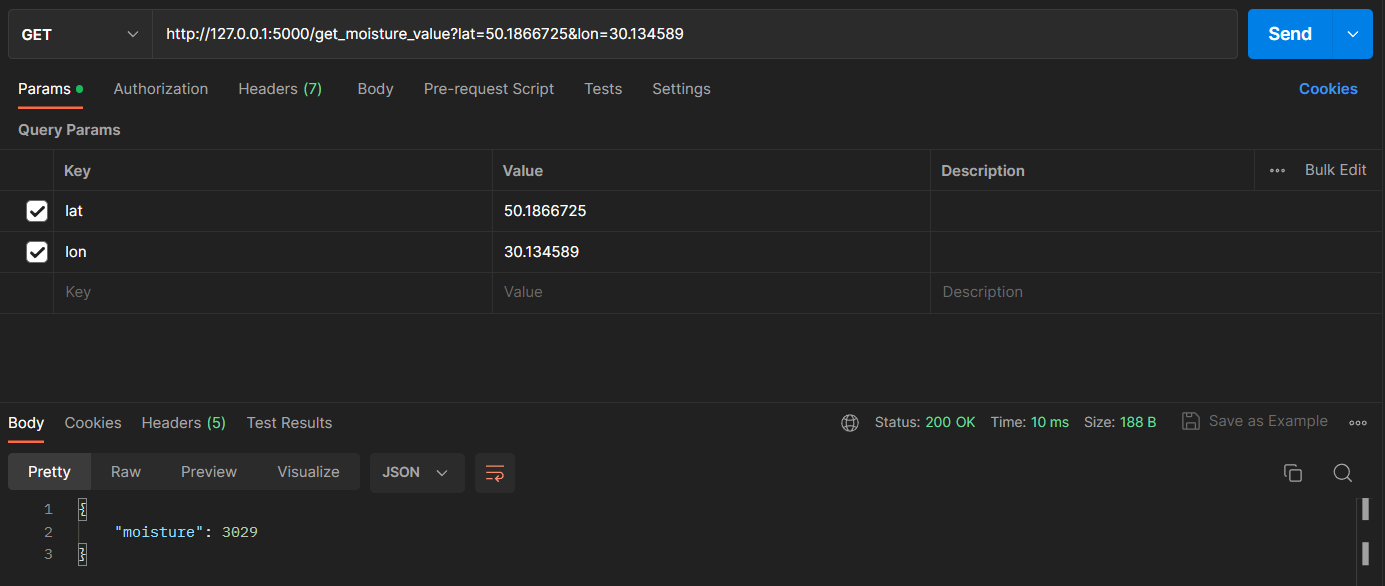 GET http://127.0.0.1:5000/get_moisture_value?lat=50.1866725&lon=30.134589 Send
Params Authorization Headers (7) Body Pre-request Script Tests Settings Cookies
Query Params
Key Value Description Bulk Edit
lat 50.1866725
lon 30.134589
Key Value Description
Body Cookies Headers (5) Test Results Status: 200 OK Time: 10 ms Size: 188 B Save as Example
Pretty Raw Preview Visualize JSON
1 {
2 "moisture": 3029
3 }